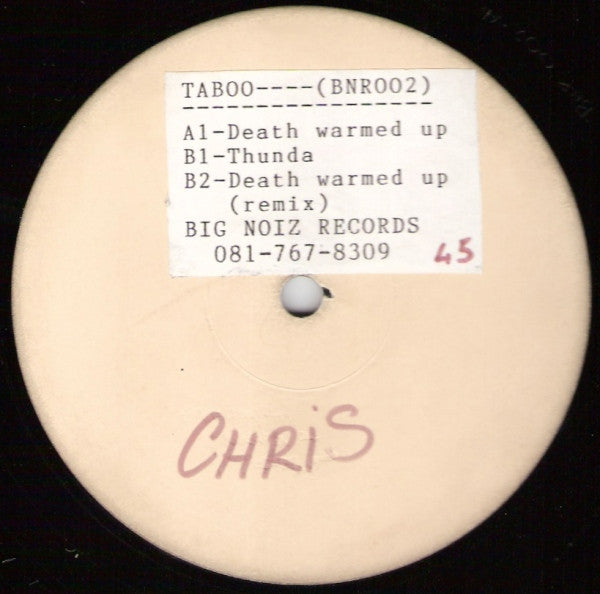 TABOO----(BNR002)
-----------------
A1-Death warmed up
B1-Thunda
B2-Death warmed up
(remix)
BIG NOIZ RECORDS
081-767-8309 45
CHRiS